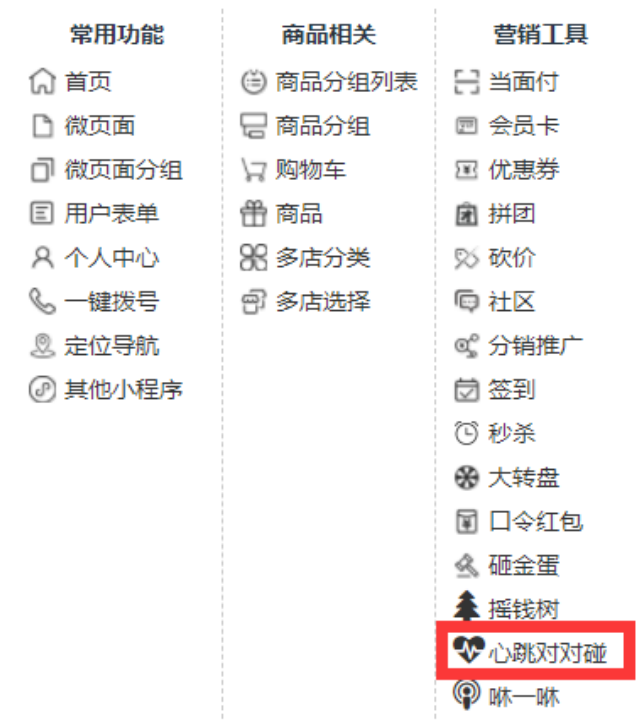 常用功能
首页
微页面
微页面分组
用户表单
个人中心
一键拨号
定位导航
其他小程序
商品相关
商品分组列表
商品分组
购物车
商品
多店分类
多店选择
营销工具
当面付
会员卡
优惠券
拼团
砍价
社区
分销推广
签到
秒杀
大转盘
口令红包
砸金蛋
摇钱树
心跳对对碰
咻一咻